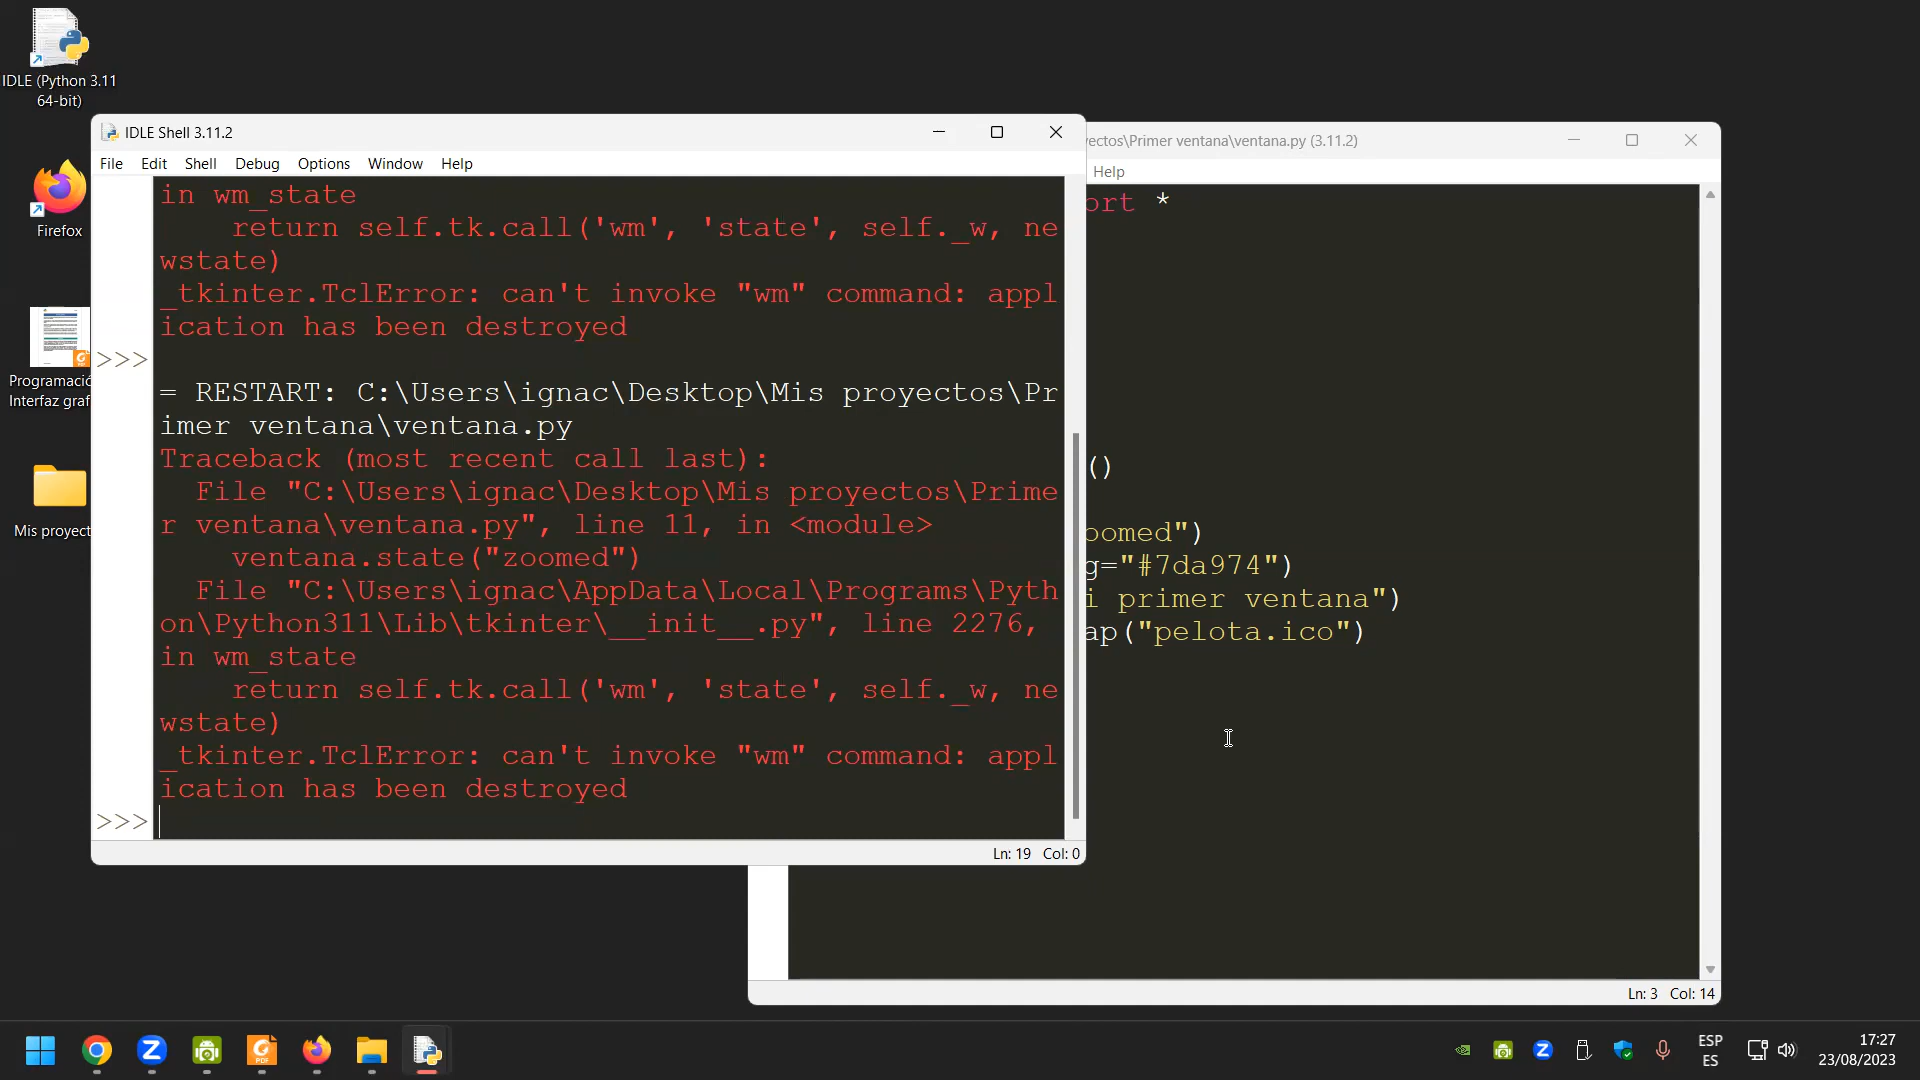 IDLE (Python 3.11
64-bit)
Firefox
Programació
Interfaz graf
Mis proyect
IDLE Shell 3.11.2
File Edit Shell Debug Options Window Help
in wm_state
return self.tk.call('wm', 'state', self._w, ne
wstate)
_tkinter.TclError: can't invoke "wm" command: appl
ication has been destroyed
>>>
= RESTART: C:\Users\ignac\Desktop\Mis proyectos\Pr
imer ventana\ventana.py
Traceback (most recent call last):
File "C:\Users\ignac\Desktop\Mis proyectos\Prime
r ventana\ventana.py", line 11, in <module>
ventana.state("zoomed")
File "C:\Users\ignac\AppData\Local\Programs\Pyth
on\Python311\Lib\tkinter\__init__.py", line 2276,
in wm_state
return self.tk.call('wm', 'state', self._w, ne
wstate)
_tkinter.TclError: can't invoke "wm" command: appl
ication has been destroyed
>>>
Ln: 19 Col: 0
yectos\Primer ventana\ventana.py (3.11.2)
Help
ort *
()
oomed")
g="#7da974")
i primer ventana")
ap("pelota.ico")
Ln: 3 Col: 14
ESP
ES
17:27
23/08/2023